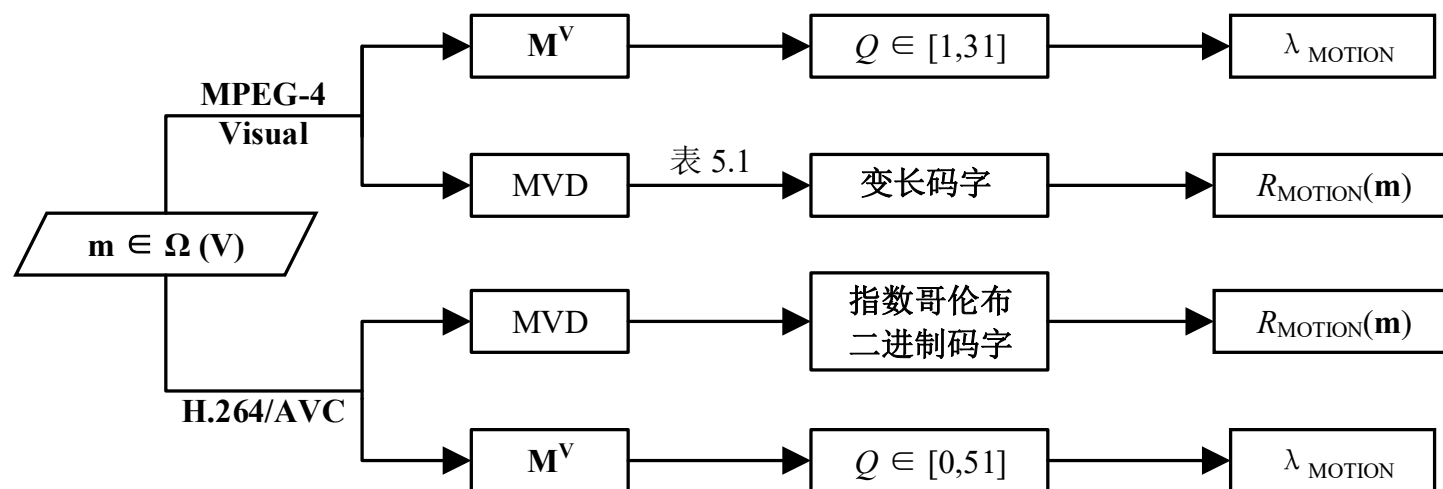 M^V
Q ∈ [1,31]
λ MOTION
MPEG-4
Visual
MVD
表 5.1
变长码字
R_MOTION(m)
m ∈ Ω (V)
MVD
指数哥伦布
二进制码字
R_MOTION(m)
H.264/AVC
M^V
Q ∈ [0,51]
λ MOTION